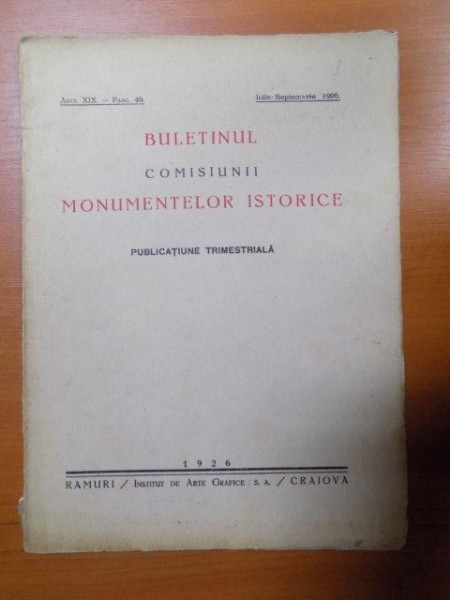 Anul XIX. — Fasc. 49. Iulie-Septemvrie 1926.
BULETINUL
COMISIUNII
MONUMENTELOR ISTORICE
PUBLICAȚIUNE TRIMESTRIALĂ
1926
RAMURI / INSTITUT DE ARTE GRAFICE : S. A. / CRAIOVA